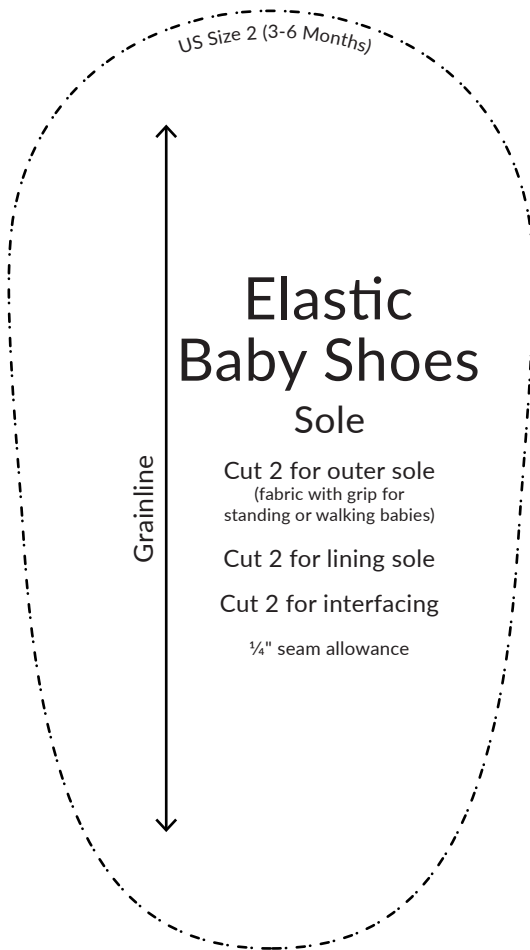 US Size 2 (3-6 Months)
Elastic
Baby Shoes
Sole
Cut 2 for outer sole
(fabric with grip for
standing or walking babies)
Grainline
Cut 2 for lining sole
Cut 2 for interfacing
¼" seam allowance